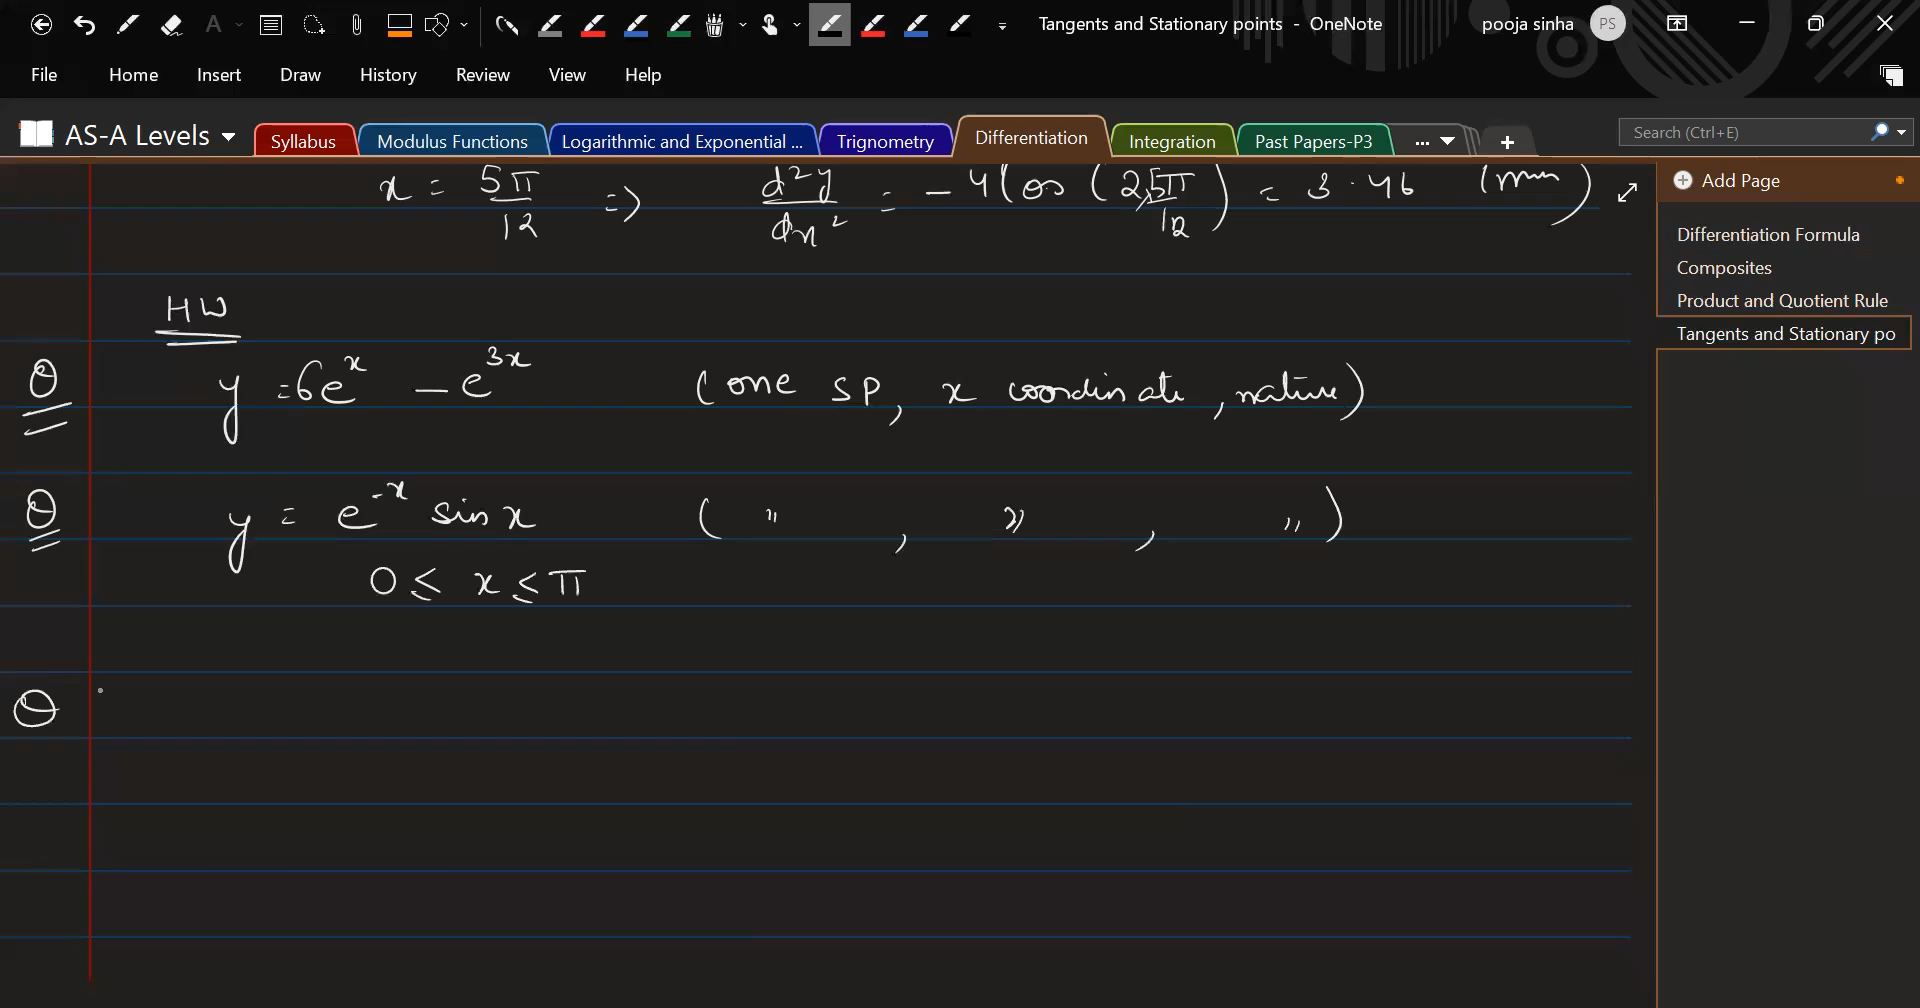 Tangents and Stationary points - OneNote
pooja sinha PS
File Home Insert Draw History Review View Help
AS-A Levels Syllabus Modulus Functions Logarithmic and Exponential ... Trignometry Differentiation Integration Past Papers-P3 ... + Search (Ctrl+E)
Add Page
Differentiation Formula
Composites
Product and Quotient Rule
Tangents and Stationary po
x = 5π/12 => d²y/dx² = -4 cos (2×5π/12) = 3.46 (min)
HW
Q y = 6e^x - e^3x (one SP, x coordinate, nature)
Q y = e^-x sin x ( " , " , " )
0 ≤ x ≤ π
Q